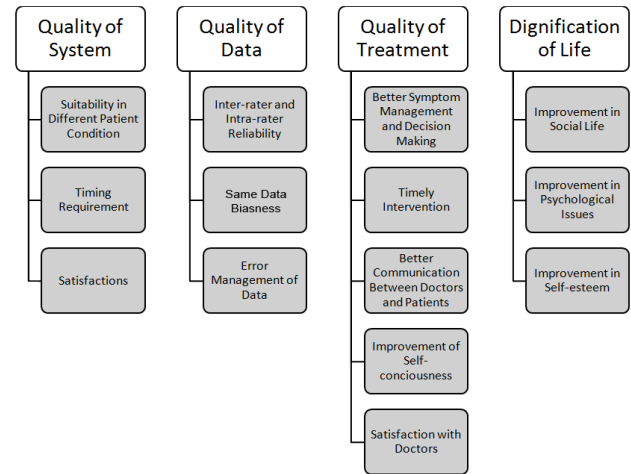 Quality of
System
Suitability in
Different Patient
Condition
Timing
Requirement
Satisfactions
Quality of
Data
Inter-rater and
Intra-rater
Reliability
Same Data
Biasness
Error
Management of
Data
Quality of
Treatment
Better Symptom
Management
and Decision
Making
Timely
Intervention
Better
Communication
Between Doctors
and Patients
Improvement of
Self-
conciousness
Satisfaction with
Doctors
Dignification
of Life
Improvement in
Social Life
Improvement in
Psychological
Issues
Improvement in
Self-esteem